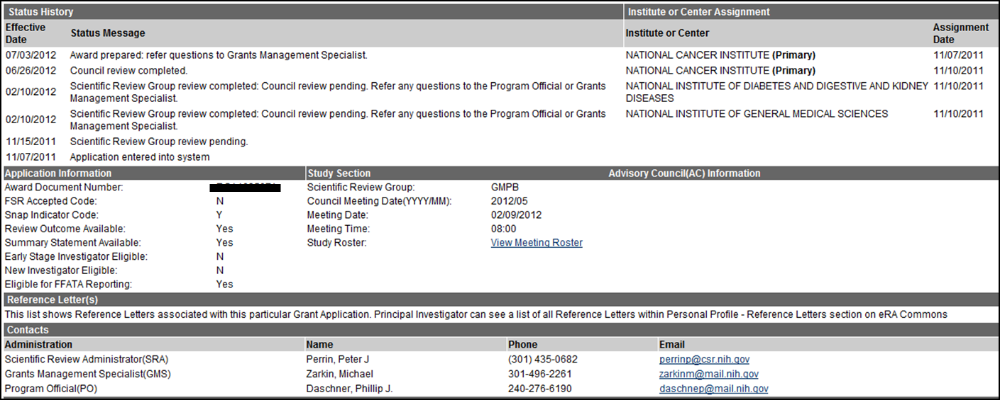 Status History Institute or Center Assignment
Effective Date Status Message Institute or Center Assignment Date
07/03/2012 Award prepared: refer questions to Grants Management Specialist. NATIONAL CANCER INSTITUTE (Primary) 11/07/2011
06/26/2012 Council review completed. NATIONAL CANCER INSTITUTE (Primary) 11/10/2011
02/10/2012 Scientific Review Group review completed: Council review pending. Refer any questions to the Program Official or Grants Management Specialist. NATIONAL INSTITUTE OF DIABETES AND DIGESTIVE AND KIDNEY DISEASES 11/10/2011
02/10/2012 Scientific Review Group review completed: Council review pending. Refer any questions to the Program Official or Grants Management Specialist. NATIONAL INSTITUTE OF GENERAL MEDICAL SCIENCES 11/10/2011
11/15/2011 Scientific Review Group review pending.
11/07/2011 Application entered into system
Application Information Study Section Advisory Council(AC) Information
Award Document Number: Scientific Review Group: GMPB
FSR Accepted Code: N Council Meeting Date(YYYY/MM): 2012/05
Snap Indicator Code: Y Meeting Date: 02/09/2012
Review Outcome Available: Yes Meeting Time: 08:00
Summary Statement Available: Yes Study Roster: View Meeting Roster
Early Stage Investigator Eligible: N
New Investigator Eligible: N
Eligible for FFATA Reporting: Yes
Reference Letter(s)
This list shows Reference Letters associated with this particular Grant Application. Principal Investigator can see a list of all Reference Letters within Personal Profile - Reference Letters section on eRA Commons
Contacts
Administration Name Phone Email
Scientific Review Administrator(SRA) Perrin, Peter J (301) 435-0682 perrinp@csr.nih.gov
Grants Management Specialist(GMS) Zarkin, Michael 301-496-2261 zarkinm@mail.nih.gov
Program Official(PO) Daschner, Phillip J. 240-276-6190 daschnep@mail.nih.gov